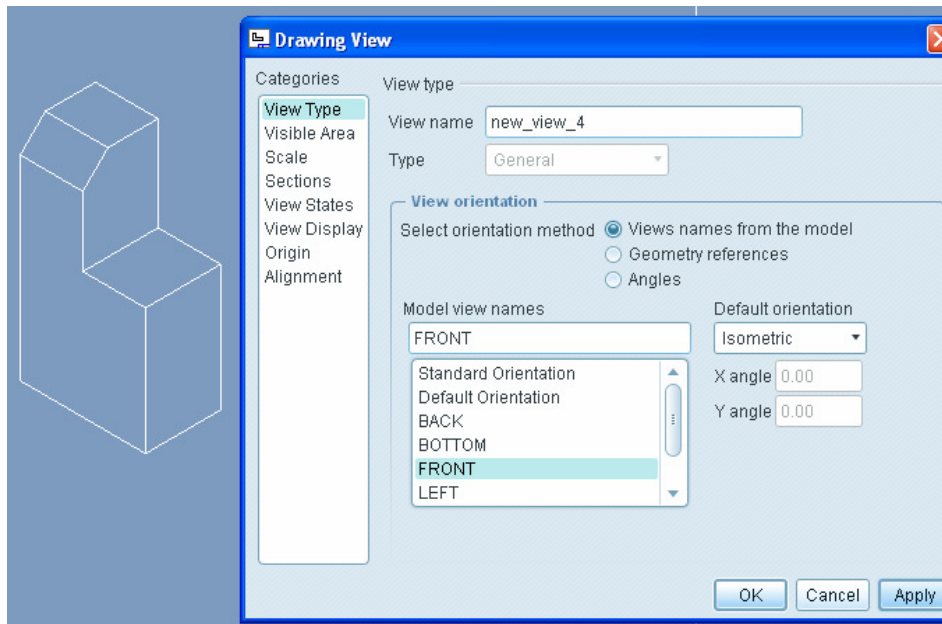 Drawing View
Categories
View Type
Visible Area
Scale
Sections
View States
View Display
Origin
Alignment
View type
View name new_view_4
Type General
View orientation
Select orientation method Views names from the model
Geometry references
Angles
Model view names
FRONT
Standard Orientation
Default Orientation
BACK
BOTTOM
FRONT
LEFT
Default orientation
Isometric
X angle 0.00
Y angle 0.00
OK Cancel Apply